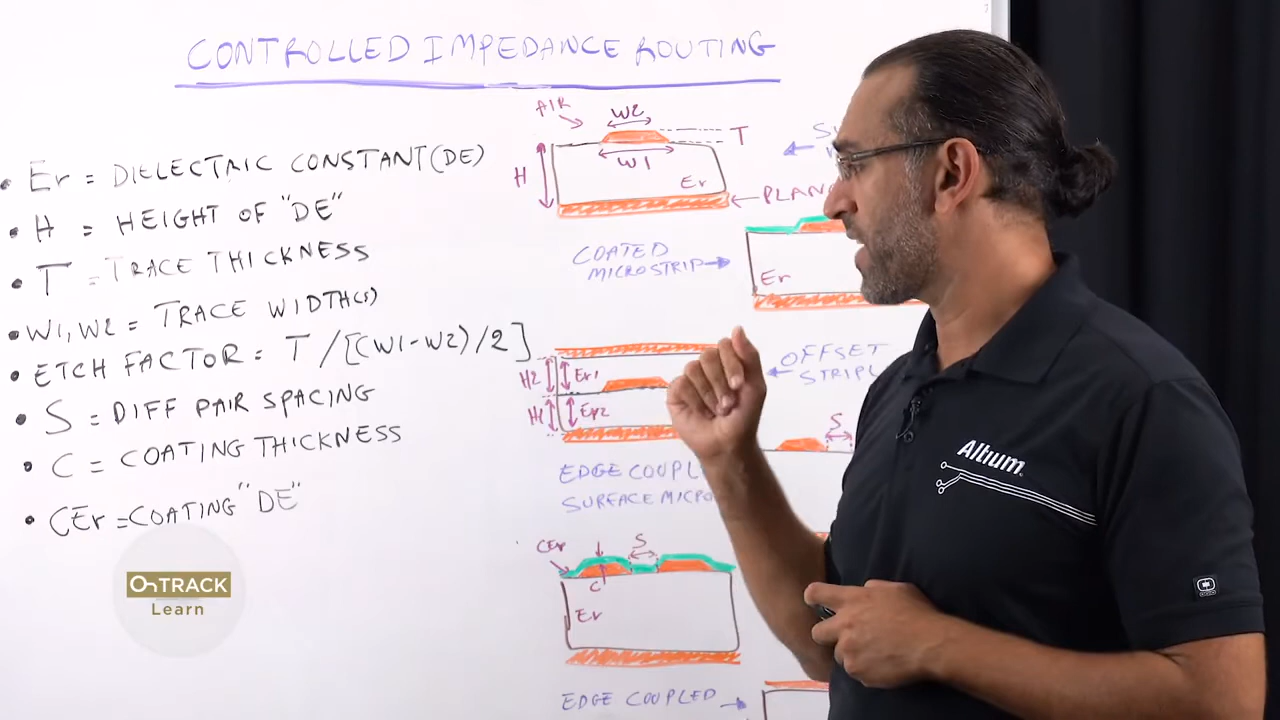 CONTROLLED IMPEDANCE ROUTING
• Er = DIELECTRIC CONSTANT (DE)
• H = HEIGHT OF "DE"
• T = TRACE THICKNESS
• W1, W2 = TRACE WIDTH(s)
• ETCH FACTOR = T / [(W1-W2)/2]
• S = DIFF PAIR SPACING
• C = COATING THICKNESS
• CEr = COATING "DE"
AIR
W2
T
W1
H
Er
COATED
MICROSTRIP
Er
H2
Er1
H1
Er2
OFFSET
S
EDGE
SURFACE
CEr
S
C
Er
EDGE COUPLED
Altium
OnTRACK
Learn